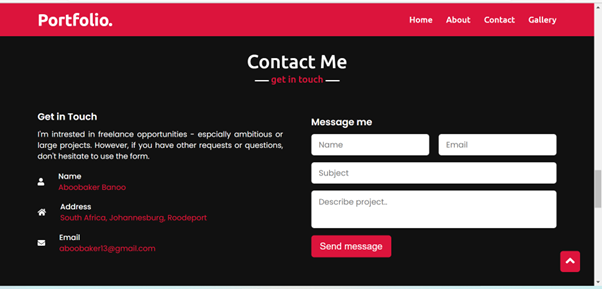 Portfolio.
Home About Contact Gallery
Contact Me
get in touch
Get in Touch
I'm intrested in freelance opportunities - espcially ambitious or
large projects. However, if you have other requests or questions,
don't hesitate to use the form.
Name
Aboobaker Banoo
Address
South Africa, Johannesburg, Roodeport
Email
aboobaker13@gmail.com
Message me
Name Email
Subject
Describe project..
Send message